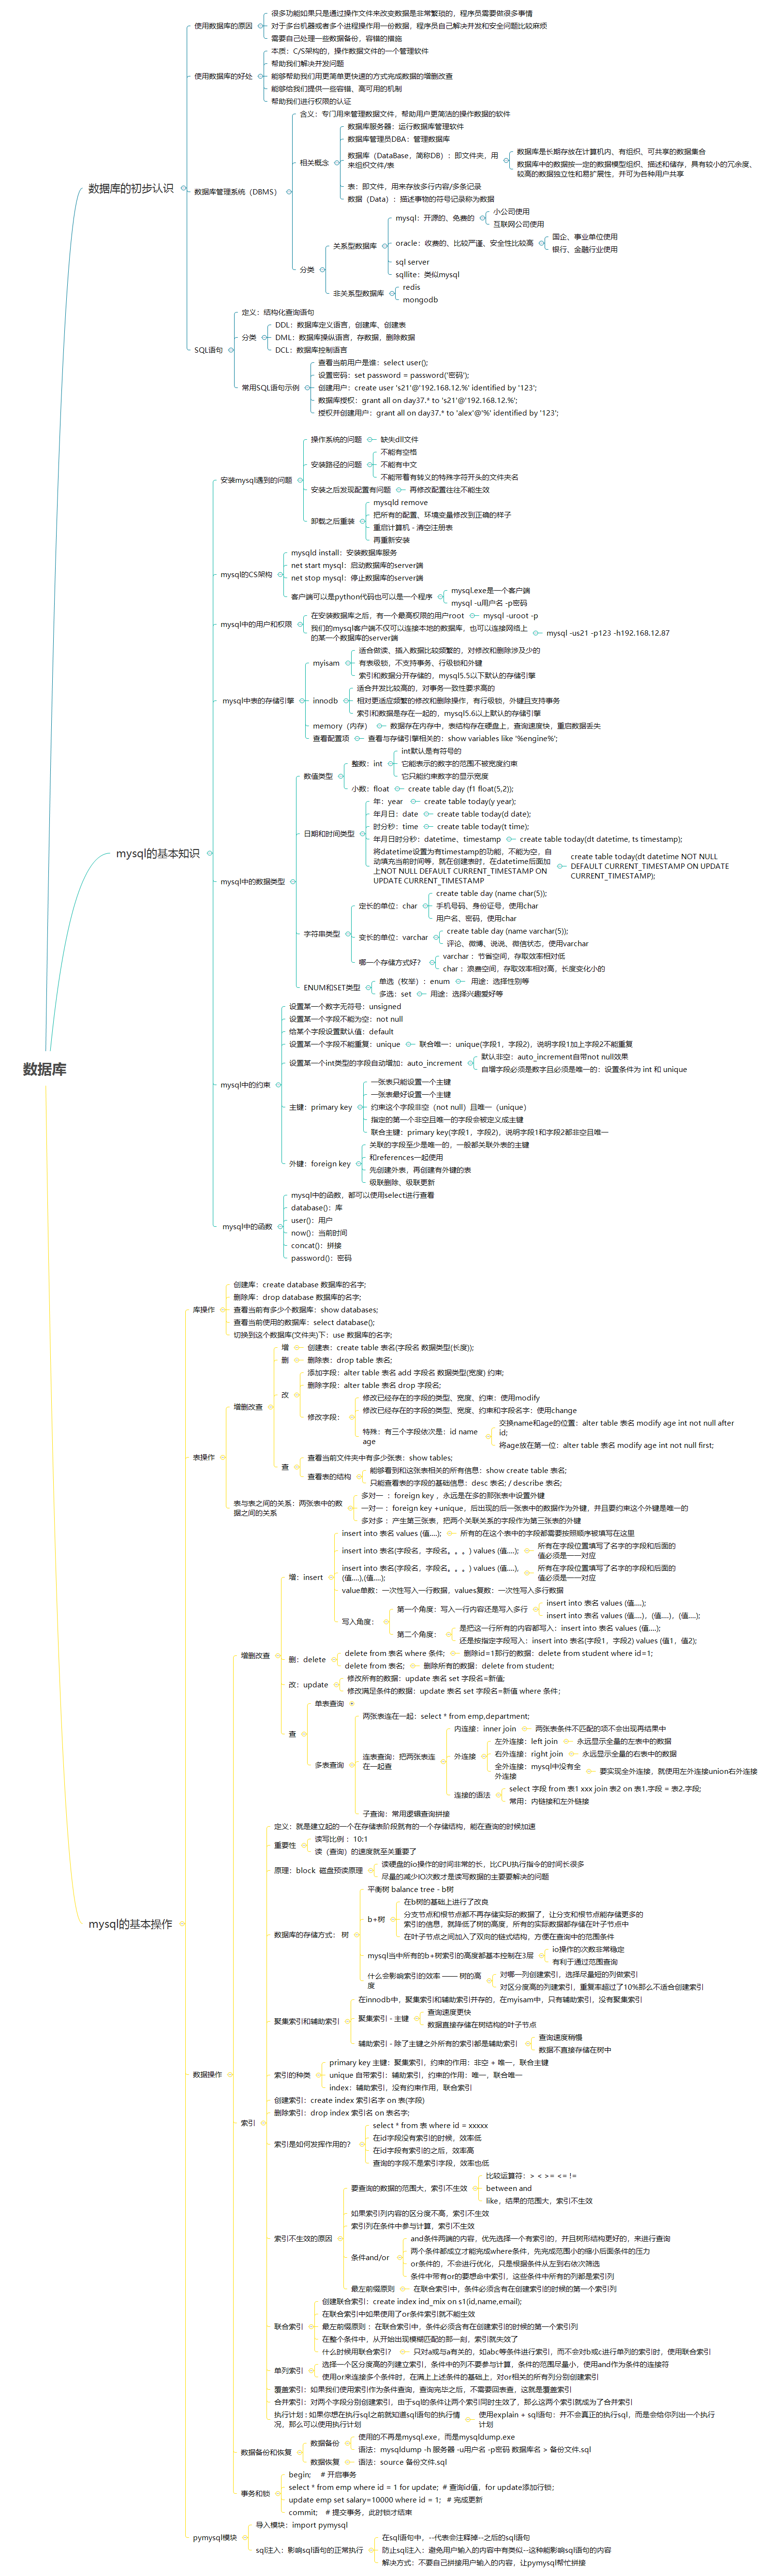 数据库
数据库的初步认识
使用数据库的原因
很多功能如果只是通过操作文件来改变数据是非常繁琐的，程序员需要做很多事情
对于多台机器或者多个进程操作用一份数据，程序员自己解决并发和安全问题比较麻烦
需要自己处理一些数据备份，容错的措施
使用数据库的好处
本质：C/S架构的，操作数据文件的一个管理软件
帮助我们解决并发问题
能够帮助我们用更简单更快速的方式完成数据的增删改查
能够给我们提供一些容错、高可用的机制
帮助我们进行权限的认证
数据库管理系统（DBMS）
含义：专门用来管理数据文件，帮助用户更简洁的操作数据的软件
相关概念
数据库服务器：运行数据库管理软件
数据库管理员DBA：管理数据库
数据库（DataBase，简称DB）：即文件夹，用
来组织文件/表
数据库是长期存放在计算机内、有组织、可共享的数据集合
数据库中的数据按一定的数据模型组织、描述和储存，具有较小的冗余度、
较高的数据独立性和易扩展性，并可为各种用户共享
表：即文件，用来存放多行内容/多条记录
数据（Data）：描述事物的符号记录称为数据
分类
关系型数据库
mysql：开源的、免费的
小公司使用
互联网公司使用
oracle：收费的、比较严谨、安全性比较高
国企、事业单位使用
银行、金融行业使用
sql server
sqllite：类似mysql
非关系型数据库
redis
mongodb
SQL语句
定义：结构化查询语句
分类
DDL：数据库定义语言，创建库、创建表
DML：数据库操纵语言，存数据，删除数据
DCL：数据库控制语言
常用SQL语句示例
查看当前用户是谁：select user();
设置密码：set password = password('密码');
创建用户：create user 's21'@'192.168.12.%' identified by '123';
数据库授权：grant all on day37.* to 's21'@'192.168.12.%';
授权并创建用户：grant all on day37.* to 'alex'@'%' identified by '123';
mysql的基本知识
安装mysql遇到的问题
操作系统的问题
缺失dll文件
安装路径的问题
不能有空格
不能有中文
不能带着有转义的特殊字符开头的文件夹名
安装之后发现配置有问题
再修改配置往往不能生效
卸载之后重装
mysqld remove
把所有的配置、环境变量修改到正确的样子
重启计算机 - 清空注册表
再重新安装
mysql的CS架构
mysqld install：安装数据库服务
net start mysql：启动数据库的server端
net stop mysql：停止数据库的server端
客户端可以是python代码也可以是一个程序
mysql.exe是一个客户端
mysql -u用户名 -p密码
mysql中的用户和权限
在安装数据库之后，有一个最高权限的用户root
mysql -uroot -p
我们的mysql客户端不仅可以连接本地的数据库，也可以连接网络上
的某一个数据库的server端
mysql -us21 -p123 -h192.168.12.87
mysql中表的存储引擎
myisam
适合做读、插入数据比较频繁的，对修改和删除涉及少的
有表级锁，不支持事务、行级锁和外键
索引和数据分开存储的，mysql5.5以下默认的存储引擎
innodb
适合并发比较高的，对事务一致性要求高的
相对更适应频繁的修改和删除操作，有行级锁，外键且支持事务
索引和数据是存在一起的，mysql5.6以上默认的存储引擎
memory（内存）
数据存在内存中，表结构存在硬盘上，查询速度快，重启数据丢失
查看配置项
查看与存储引擎相关的：show variables like '%engine%';
mysql中的数据类型
数值类型
整数：int
int默认是有符号的
它能表示的数字的范围不被宽度约束
它只能约束数字的显示宽度
小数：float
create table day (f1 float(5,2));
日期和时间类型
年：year
create table today(y year);
年月日：date
create table today(d date);
时分秒：time
create table today(t time);
年月日时分秒：datetime、timestamp
create table today(dt datetime, ts timestamp);
将datetime设置为有timestamp的功能，不能为空，自
动填充当前时间等，就在创建表时，在datetime后面加
上NOT NULL DEFAULT CURRENT_TIMESTAMP ON
UPDATE CURRENT_TIMESTAMP
create table today(dt datetime NOT NULL
DEFAULT CURRENT_TIMESTAMP ON UPDATE
CURRENT_TIMESTAMP);
字符串类型
定长的单位：char
create table day (name char(5));
手机号码、身份证号，使用char
用户名、密码，使用char
变长的单位：varchar
create table day (name varchar(5));
评论、微博、说说、微信状态，使用varchar
哪一个存储方式好？
varchar ：节省空间，存取效率相对低
char ：浪费空间，存取效率相对高，长度变化小的
ENUM和SET类型
单选（枚举）：enum
用途：选择性别等
多选：set
用途：选择兴趣爱好等
mysql中的约束
设置某一个数字无符号：unsigned
设置某一个字段不能为空：not null
给某个字段设置默认值：default
设置某一个字段不能重复：unique
联合唯一：unique(字段1，字段2)，说明字段1加上字段2不能重复
设置某一个int类型的字段自动增加：auto_increment
默认非空：auto_increment自带not null效果
自增字段必须是数字且必须是唯一的：设置条件为 int 和 unique
主键：primary key
一张表只能设置一个主键
一张表最好设置一个主键
约束这个字段非空（not null）且唯一（unique）
指定的第一个非空且唯一的字段会被定义成主键
联合主键：primary key(字段1，字段2)，说明字段1和字段2都非空且唯一
外键：foreign key
关联的字段至少是唯一的，一般都关联外表的主键
和references一起使用
先创建外表，再创建有外键的表
级联删除、级联更新
mysql中的函数
mysql中的函数，都可以使用select进行查看
database()：库
user()：用户
now()：当前时间
concat()：拼接
password()：密码
mysql的基本操作
库操作
创建库：create database 数据库的名字;
删除库：drop database 数据库的名字;
查看当前有多少个数据库：show databases;
查看当前使用的数据库：select database();
切换到这个数据库(文件夹)下：use 数据库的名字;
表操作
增删改查
增
创建表：create table 表名(字段名 数据类型(长度));
删
删除表：drop table 表名;
改
添加字段：alter table 表名 add 字段名 数据类型(宽度) 约束;
删除字段：alter table 表名 drop 字段名;
修改字段：
修改已经存在的字段的类型、宽度、约束：使用modify
修改已经存在的字段的类型、宽度、约束和字段名字：使用change
特殊：有三个字段依次是：id name
age
交换name和age的位置：alter table 表名 modify age int not null after
id;
将age放在第一位：alter table 表名 modify age int not null first;
查
查看当前文件夹中有多少张表：show tables;
查看表的结构
能够看到和这张表相关的所有信息：show create table 表名;
只能查看表的字段的基础信息：desc 表名; / describe 表名;
表与表之间的关系：两张表中的数
据之间的关系
多对一 ：foreign key ，永远是在多的那张表中设置外键
一对一 ：foreign key +unique，后出现的后一张表中的数据作为外键，并且要约束这个外键是唯一的
多对多 ：产生第三张表，把两个关联关系的字段作为第三张表的外键
数据操作
增删改查
增：insert
insert into 表名 values (值....);
所有的在这个表中的字段都需要按照顺序被填写在这里
insert into 表名(字段名，字段名。。。) values (值....);
所有在字段位置填写了名字的字段和后面的
值必须是一一对应
insert into 表名(字段名，字段名。。。) values (值....),
(值....),(值....);
所有在字段位置填写了名字的字段和后面的
值必须是一一对应
value单数：一次性写入一行数据，values复数：一次性写入多行数据
写入角度：
第一个角度：写入一行内容还是写入多行
insert into 表名 values (值....);
insert into 表名 values (值....)，(值....)，(值....);
第二个角度：
是把这一行所有的内容都写入：insert into 表名 values (值....);
还是按指定字段写入：insert into 表名(字段1，字段2) values (值1，值2);
删：delete
delete from 表名 where 条件;
删除id=1那行的数据：delete from student where id=1;
delete from 表名;
删除所有的数据：delete from student;
改：update
修改所有的数据：update 表名 set 字段名=新值;
修改满足条件的数据：update 表名 set 字段名=新值 where 条件;
查
单表查询
多表查询
连表查询：把两张表连
在一起查
两张表连在一起：select * from emp,department;
内连接：inner join
两张表条件不匹配的项不会出现再结果中
外连接
左外连接：left join
永远显示全量的左表中的数据
右外连接：right join
永远显示全量的右表中的数据
全外连接：mysql中没有全
外连接
要实现全外连接，就使用左外连接union右外连接
连接的语法
select 字段 from 表1 xxx join 表2 on 表1.字段 = 表2.字段;
常用：内链接和左外链接
子查询：常用逻辑查询拼接
索引
定义：就是建立起的一个在存储表阶段就有的一个存储结构，能在查询的时候加速
重要性
读写比例 ：10:1
读（查询）的速度就至关重要了
原理：block 磁盘预读原理
读硬盘的io操作的时间非常的长，比CPU执行指令的时间长很多
尽量的减少IO次数才是读写数据的主要要解决的问题
数据库的存储方式：树
平衡树 balance tree - b树
b+树
在b树的基础上进行了改良
分支节点和根节点都不再存储实际的数据了，让分支和根节点能存储更多的
索引的信息，就降低了树的高度，所有的实际数据都存储在叶子节点中
在叶子节点之间加入了双向的链式结构，方便在查询中的范围条件
mysql当中所有的b+树索引的高度都基本控制在3层
io操作的次数非常稳定
有利于通过范围查询
什么会影响索引的效率 —— 树的高
度
对哪一列创建索引，选择尽量短的列做索引
对区分度高的列建索引，重复率超过了10%那么不适合创建索引
聚集索引和辅助索引
在innodb中，聚集索引和辅助索引并存的，在myisam中，只有辅助索引，没有聚集索引
聚集索引 - 主键
查询速度更快
数据直接存储在树结构的叶子节点
辅助索引 - 除了主键之外所有的索引都是辅助索引
查询速度稍慢
数据不直接存储在树中
索引的种类
primary key 主键：聚集索引，约束的作用：非空 + 唯一，联合主键
unique 自带索引：辅助索引，约束的作用：唯一，联合唯一
index：辅助索引，没有约束作用，联合索引
创建索引：create index 索引名字 on 表(字段)
删除索引：drop index 索引名 on 表名字;
索引是如何发挥作用的？
select * from 表 where id = xxxxx
在id字段没有索引的时候，效率低
在id字段有索引的之后，效率高
查询的字段不是索引字段，效率也低
索引不生效的原因
要查询的数据的范围大，索引不生效
比较运算符：> < >= <= !=
between and
like，结果的范围大，索引不生效
如果索引列内容的区分度不高，索引不生效
索引列在条件中参与计算，索引不生效
条件and/or
and条件两端的内容，优先选择一个有索引的，并且树形结构更好的，来进行查询
两个条件都成立才能完成where条件，先完成范围小的缩小后面条件的压力
or条件的，不会进行优化，只是根据条件从左到右依次筛选
条件中带有or的要想命中索引，这些条件中所有的列都是索引列
最左前缀原则
在联合索引中，条件必须含有在创建索引的时候的第一个索引列
联合索引
创建联合索引：create index ind_mix on s1(id,name,email);
在联合索引中如果使用了or条件索引就不能生效
最左前缀原则 ：在联合索引中，条件必须含有在创建索引的时候的第一个索引列
在整个条件中，从开始出现模糊匹配的那一刻，索引就失效了
什么时候用联合索引？
只对a或与a有关的，如abc等条件进行索引，而不会对b或c进行单列的索引时，使用联合索引
单列索引
选择一个区分度高的列建立索引，条件中的列不要参与计算，条件的范围尽量小，使用and作为条件的连接符
使用or来连接多个条件时，在满上上述条件的基础上，对or相关的所有列分别创建索引
覆盖索引：如果我们使用索引作为条件查询，查询完毕之后，不需要回表查，这就是覆盖索引
合并索引：对两个字段分别创建索引，由于sql的条件让两个索引同时生效了，那么这两个索引就成为了合并索引
执行计划 : 如果你想在执行sql之前就知道sql语句的执行情
况，那么可以使用执行计划
使用explain + sql语句：并不会真正的执行sql，而是会给你列出一个执行
计划
数据备份和恢复
数据备份
使用的不再是mysql.exe，而是mysqldump.exe
语法：mysqldump -h 服务器 -u用户名 -p密码 数据库名 > 备份文件.sql
数据恢复
语法：source 备份文件.sql
事务和锁
begin; # 开启事务
select * from emp where id = 1 for update; # 查询id值，for update添加行锁；
update emp set salary=10000 where id = 1; # 完成更新
commit; # 提交事务，此时锁才结束
pymysql模块
导入模块：import pymysql
sql注入：影响sql语句的正常执行
在sql语句中，--代表会注释掉--之后的sql语句
防止sql注入：避免用户输入的内容中有类似--这种能影响sql语句的内容
解决方式：不要自己拼接用户输入的内容，让pymysql帮忙拼接